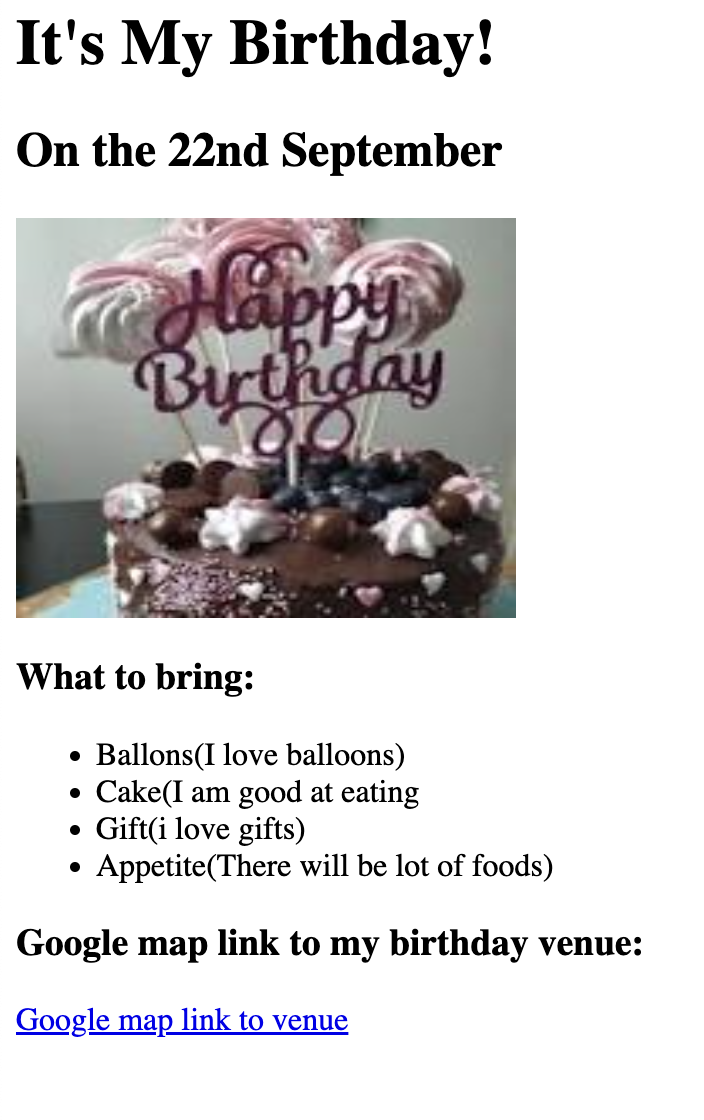 It's My Birthday!
On the 22nd September
Happy
Birthday
What to bring:
Ballons(I love balloons)
Cake(I am good at eating
Gift(i love gifts)
Appetite(There will be lot of foods)
Google map link to my birthday venue:
Google map link to venue